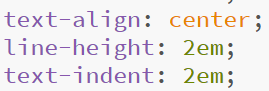 text-align: center;
line-height: 2em;
text-indent: 2em;